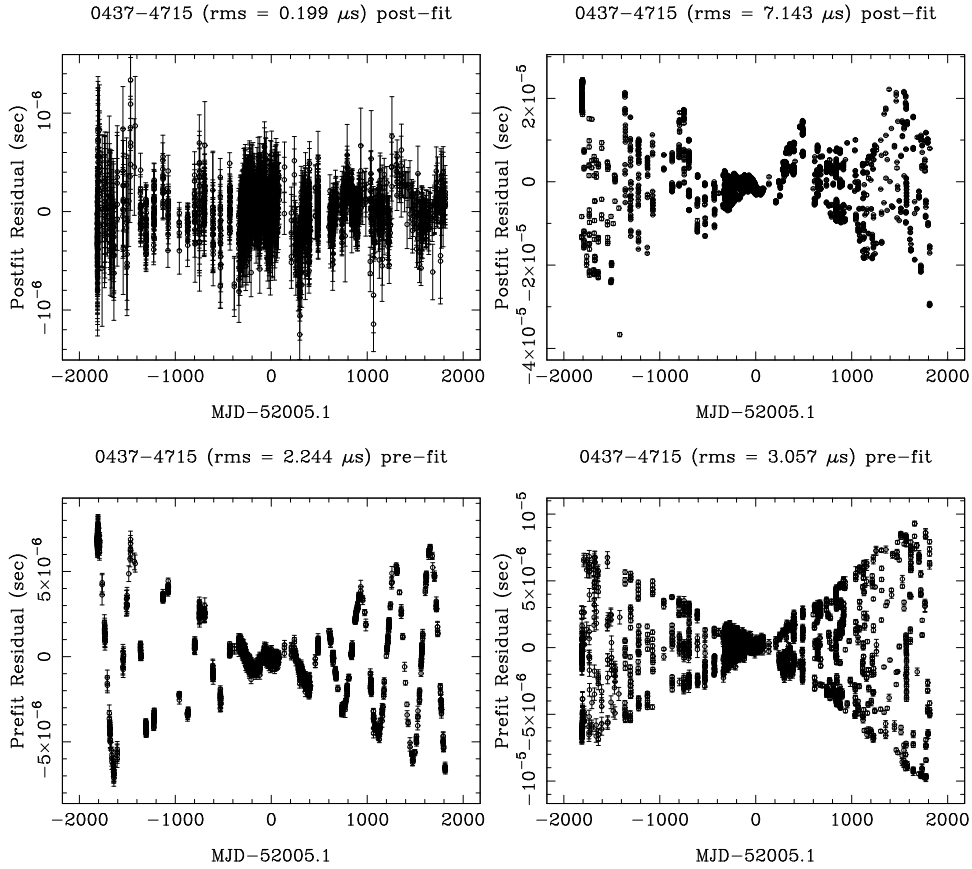 0437−4715 (rms = 0.199 μs) post−fit
Postfit Residual (sec)
10⁻⁶
0
−10⁻⁶
−2000 −1000 0 1000 2000
MJD−52005.1
0437−4715 (rms = 7.143 μs) post−fit
Postfit Residual (sec)
2×10⁻⁵
0
−2×10⁻⁵
−4×10⁻⁵
−2000 −1000 0 1000 2000
MJD−52005.1
0437−4715 (rms = 2.244 μs) pre−fit
Prefit Residual (sec)
5×10⁻⁶
0
−5×10⁻⁶
−2000 −1000 0 1000 2000
MJD−52005.1
0437−4715 (rms = 3.057 μs) pre−fit
Prefit Residual (sec)
10⁻⁵
5×10⁻⁶
0
−5×10⁻⁶
−10⁻⁵
−2000 −1000 0 1000 2000
MJD−52005.1